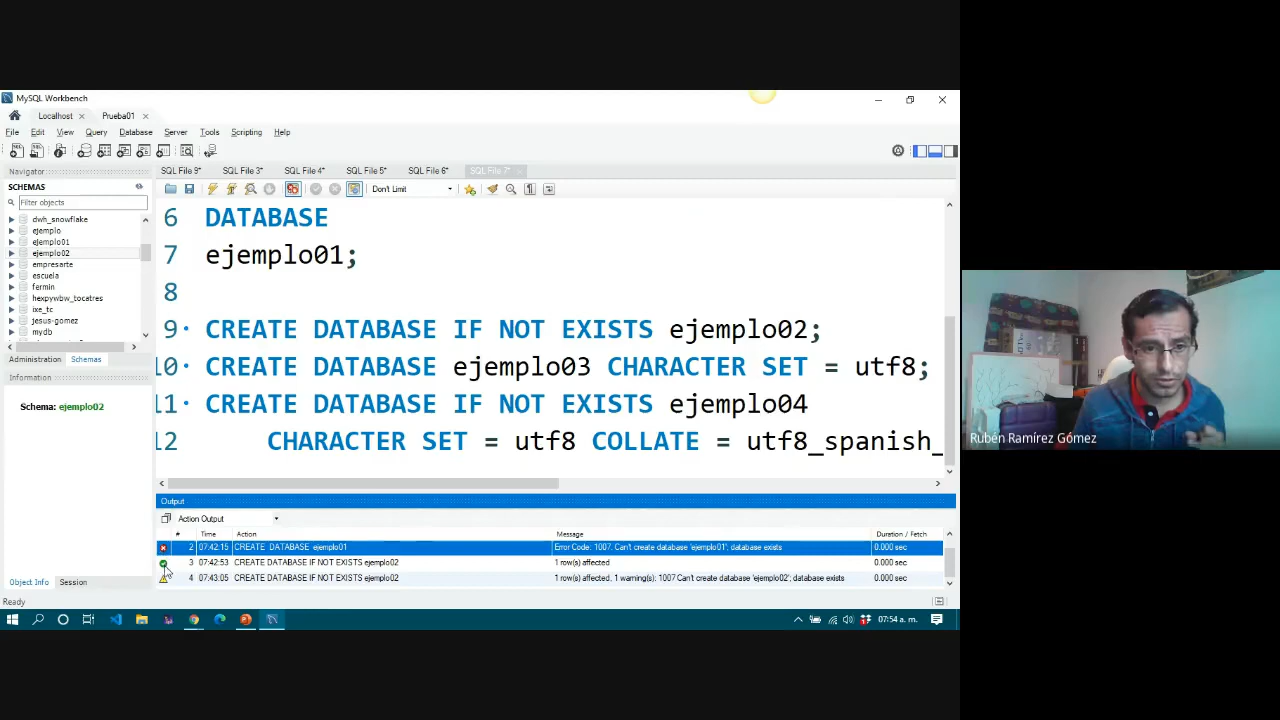 MySQL Workbench
Localhost
Prueba01
File Edit View Query Database Server Tools Scripting Help
Navigator
SCHEMAS
Filter objects
dwh_snowflake
ejemplo
ejemplo01
ejemplo02
empresarte
escuela
fermin
hexpywbw_tocatres
ixe_tc
jesus-gomez
mydb
Administration Schemas
Information
Schema: ejemplo02
Object Info Session
SQL File 9* SQL File 3* SQL File 4* SQL File 5* SQL File 6* SQL File 7*
Don't Limit
6 DATABASE
7 ejemplo01;
8
9 CREATE DATABASE IF NOT EXISTS ejemplo02;
10 CREATE DATABASE ejemplo03 CHARACTER SET = utf8;
11 CREATE DATABASE IF NOT EXISTS ejemplo04
12 CHARACTER SET = utf8 COLLATE = utf8_spanish_
Output
Action Output
# Time Action Message Duration / Fetch
2 07:42:15 CREATE DATABASE ejemplo01 Error Code: 1007. Can't create database 'ejemplo01'; database exists 0.000 sec
3 07:42:53 CREATE DATABASE IF NOT EXISTS ejemplo02 1 row(s) affected 0.000 sec
4 07:43:05 CREATE DATABASE IF NOT EXISTS ejemplo02 1 row(s) affected, 1 warning(s): 1007 Can't create database 'ejemplo02'; database exists 0.000 sec
Ready
07:54 a. m.
Rubén Ramírez Gómez